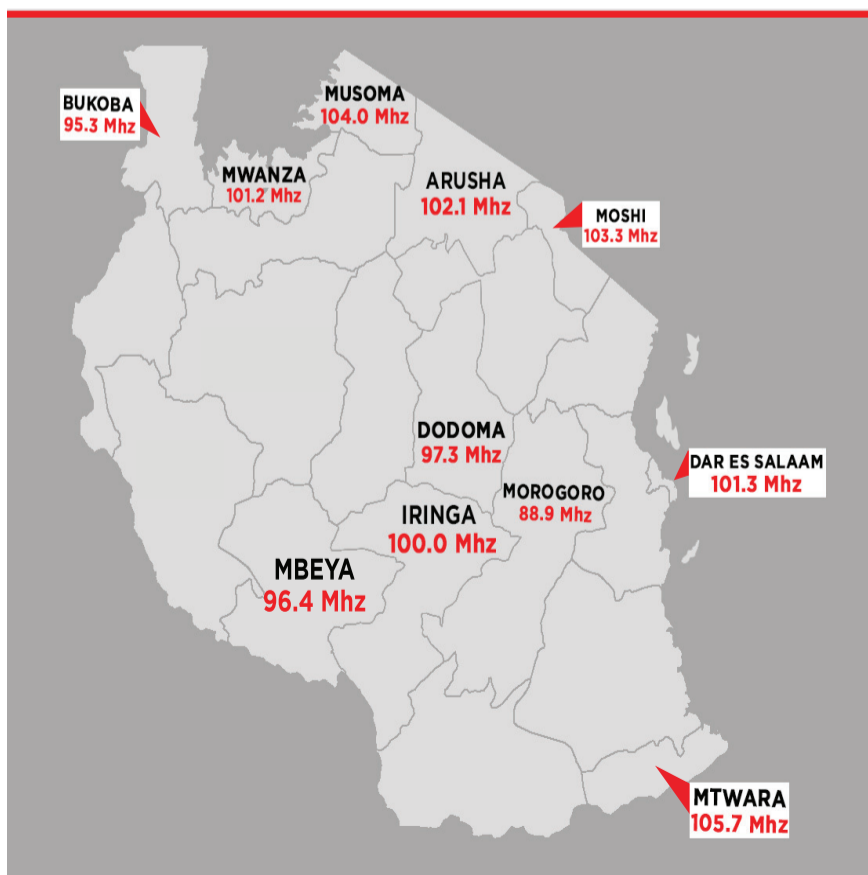 BUKOBA
95.3 Mhz
MUSOMA
104.0 Mhz
MWANZA
101.2 Mhz
ARUSHA
102.1 Mhz
MOSHI
103.3 Mhz
DODOMA
97.3 Mhz
DAR ES SALAAM
101.3 Mhz
MOROGORO
88.9 Mhz
IRINGA
100.0 Mhz
MBEYA
96.4 Mhz
MTWARA
105.7 Mhz